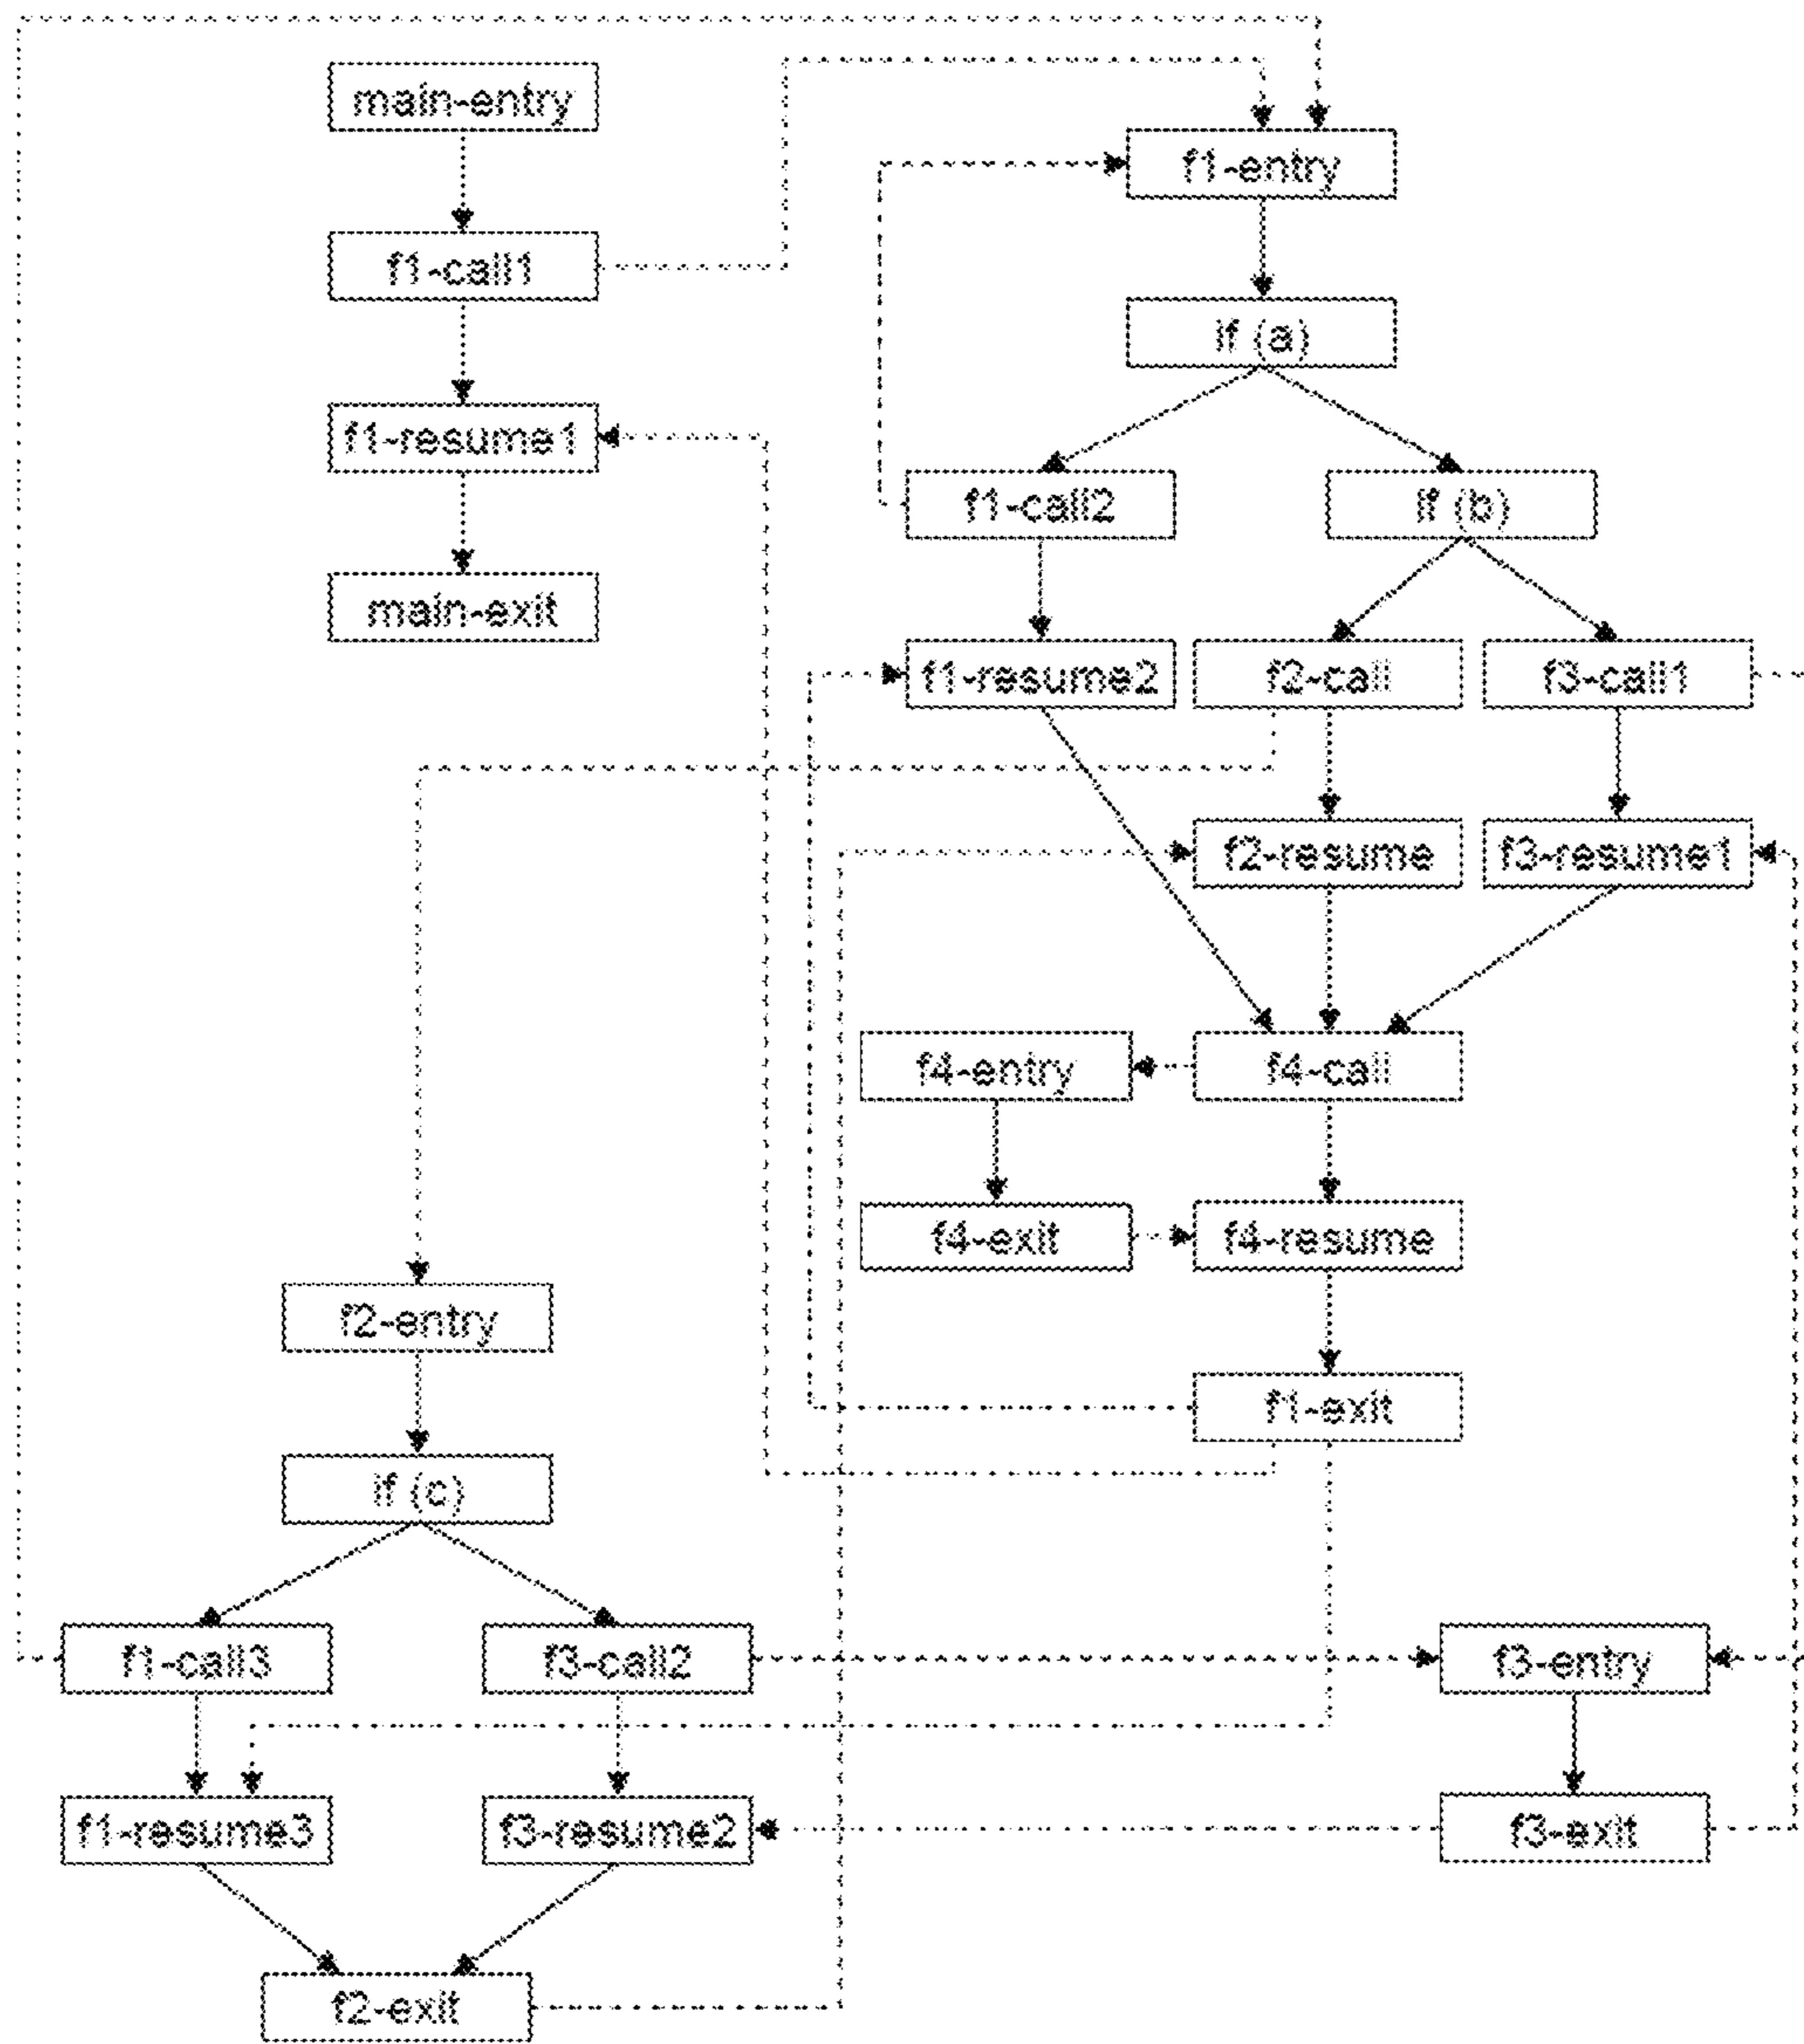 main-entry
f1-entry
f1-call1
if (a)
f1-resume1
f1-call2
if (b)
main-exit
f1-resume2
f2-call
f3-call1
f2-resume
f3-resume1
f4-entry
f4-call
f4-exit
f4-resume
f2-entry
f1-exit
if (c)
f1-call3
f3-call2
f3-entry
f1-resume3
f3-resume2
f3-exit
f2-exit